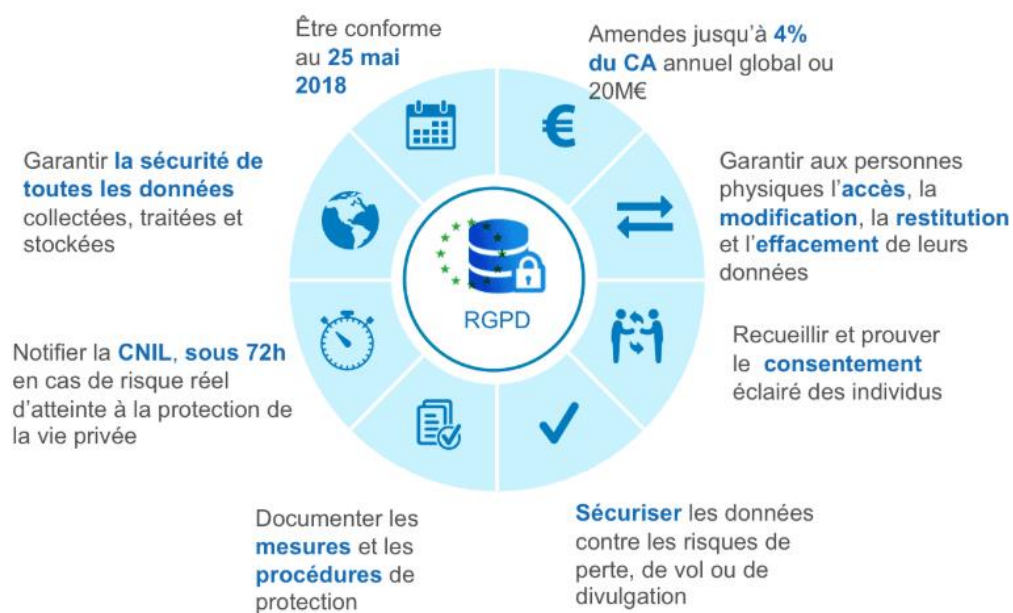 Être conforme
au 25 mai
2018
Amendes jusqu’à 4%
du CA annuel global ou
20M€
Garantir aux personnes
physiques l’accès, la
modification, la restitution
et l’effacement de leurs
données
Recueillir et prouver
le consentement
éclairé des individus
Sécuriser les données
contre les risques de
perte, de vol ou de
divulgation
Documenter les
mesures et les
procédures de
protection
Notifier la CNIL, sous 72h
en cas de risque réel
d’atteinte à la protection de
la vie privée
Garantir la sécurité de
toutes les données
collectées, traitées et
stockées
€
RGPD